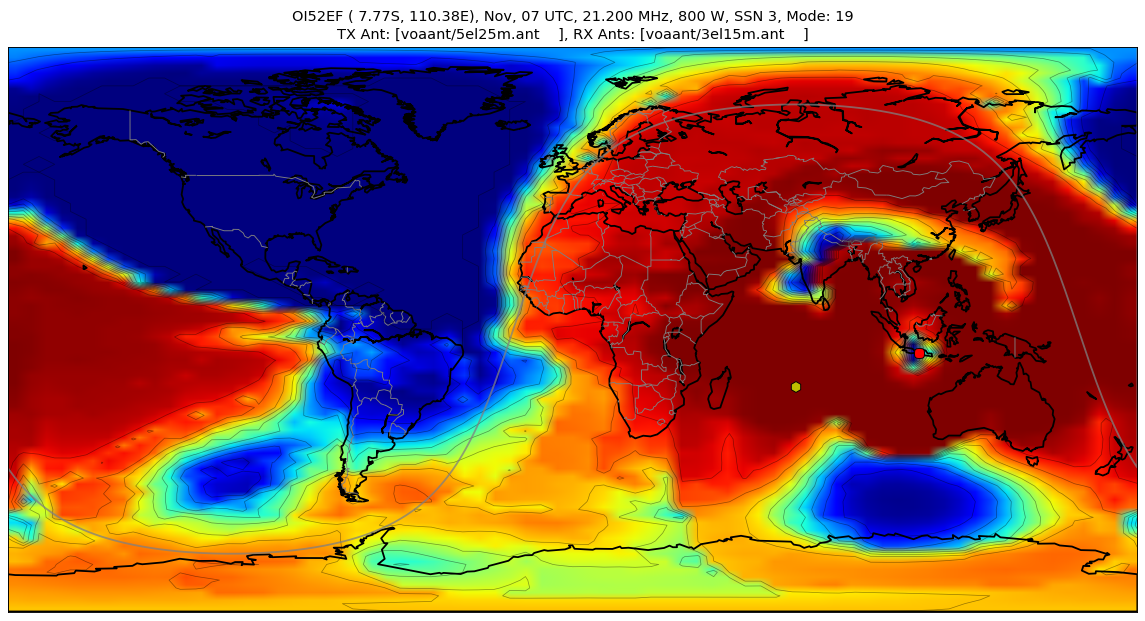 OI52EF ( 7.77S, 110.38E), Nov, 07 UTC, 21.200 MHz, 800 W, SSN 3, Mode: 19
TX Ant: [voaant/5el25m.ant    ], RX Ants: [voaant/3el15m.ant    ]